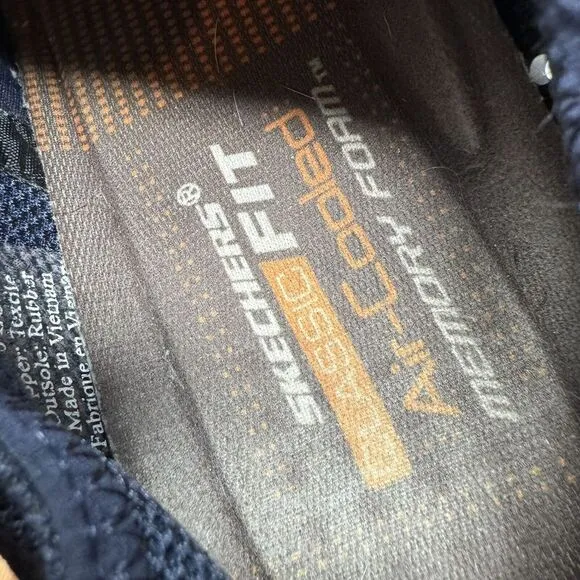 SKECHERS®
CLASSIC FIT
Air-Cooled
MEMORY FOAM™
Upper: Textile
Outsole: Rubber
Made in Vietnam
Fabriqué en Vietnam